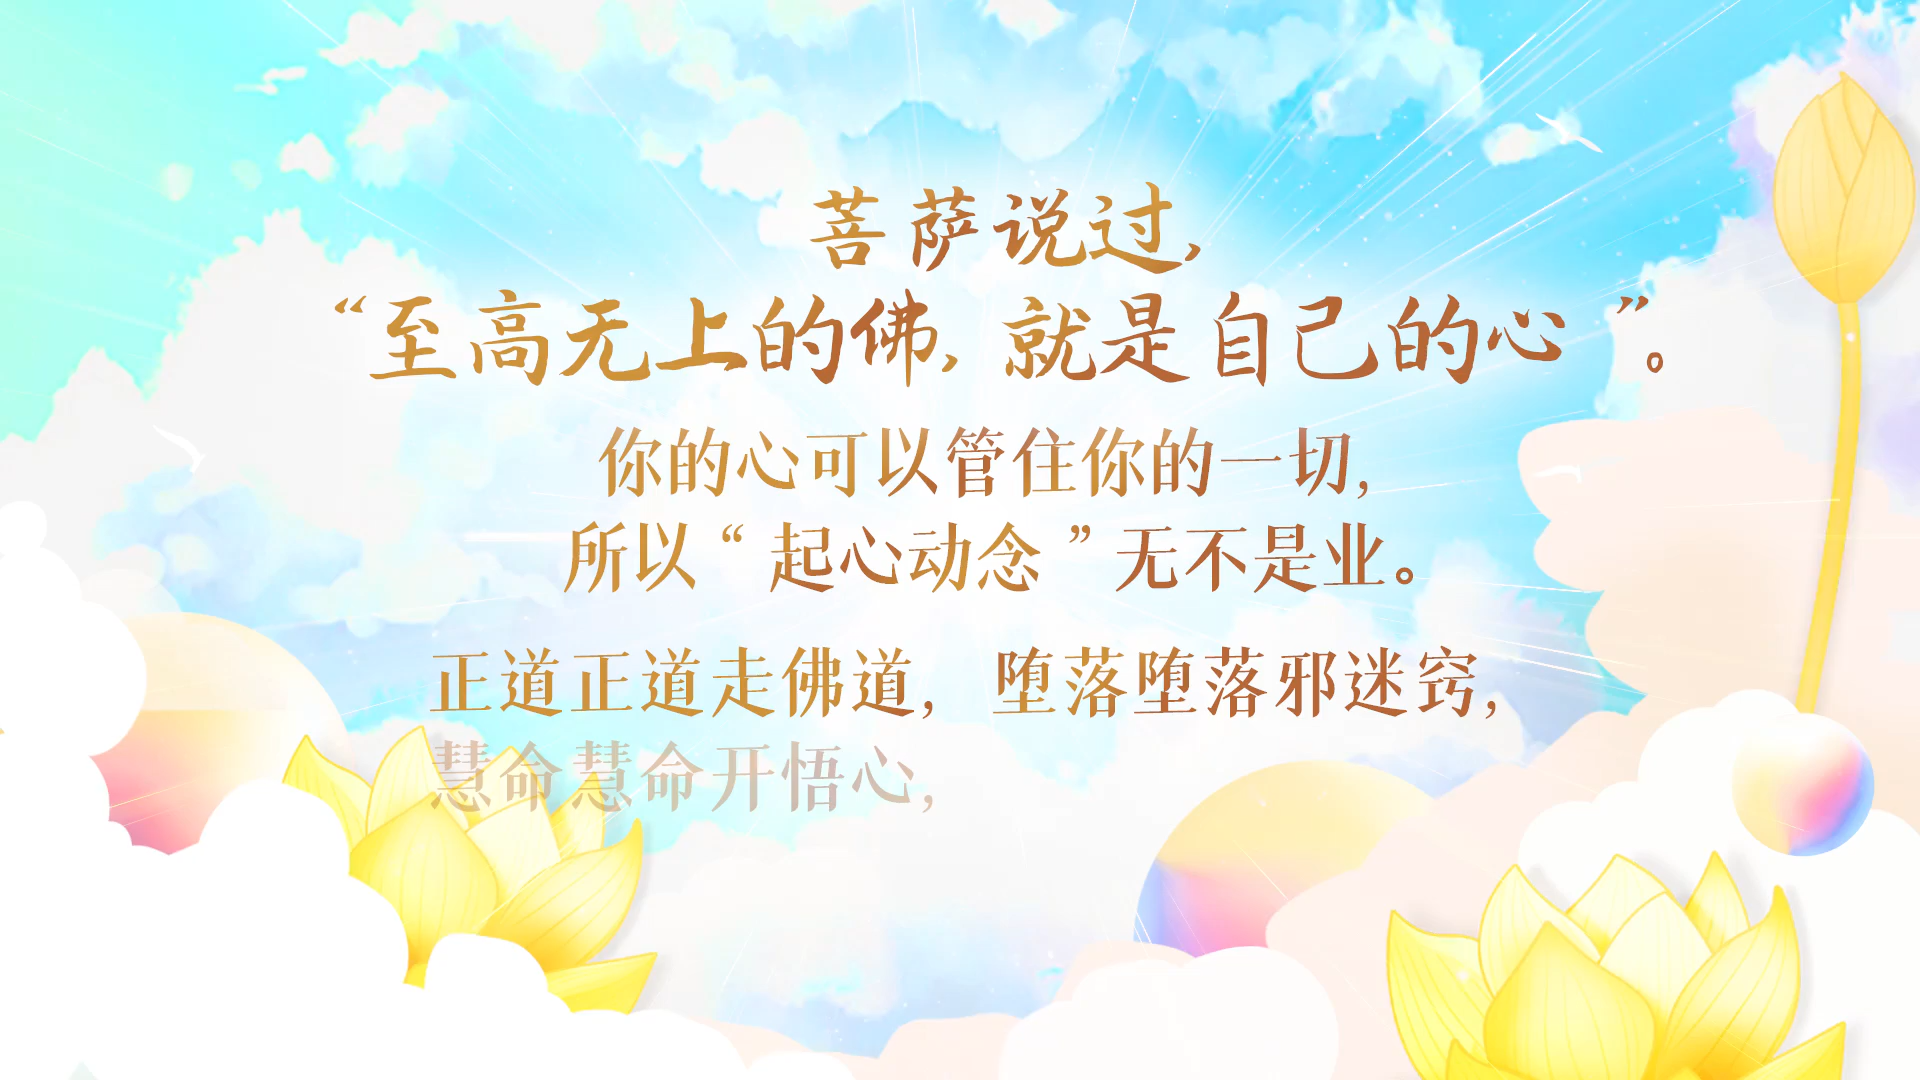 菩萨说过,
“至高无上的佛, 就是自己的心”。
你的心可以管住你的一切,
所以“起心动念”无不是业。
正道正道走佛道, 堕落堕落邪迷窍,
慧命慧命开悟心,